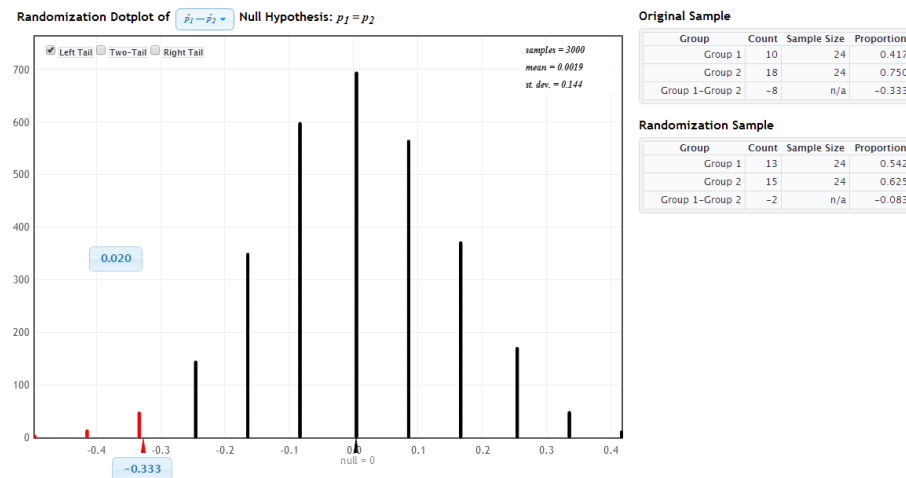 Randomization Dotplot of p̂₁ − p̂₂ ▾ Null Hypothesis: p₁ = p₂
Left Tail Two-Tail Right Tail
samples = 3000
mean = 0.0019
st. dev. = 0.144
700
600
500
400
300
200
100
0
0.020
-0.4 -0.3 -0.2 -0.1 0.0 0.1 0.2 0.3 0.4
null = 0
-0.333
Original Sample
Group Count Sample Size Proportion
Group 1 10 24 0.417
Group 2 18 24 0.750
Group 1-Group 2 -8 n/a -0.333
Randomization Sample
Group Count Sample Size Proportion
Group 1 13 24 0.542
Group 2 15 24 0.625
Group 1-Group 2 -2 n/a -0.083